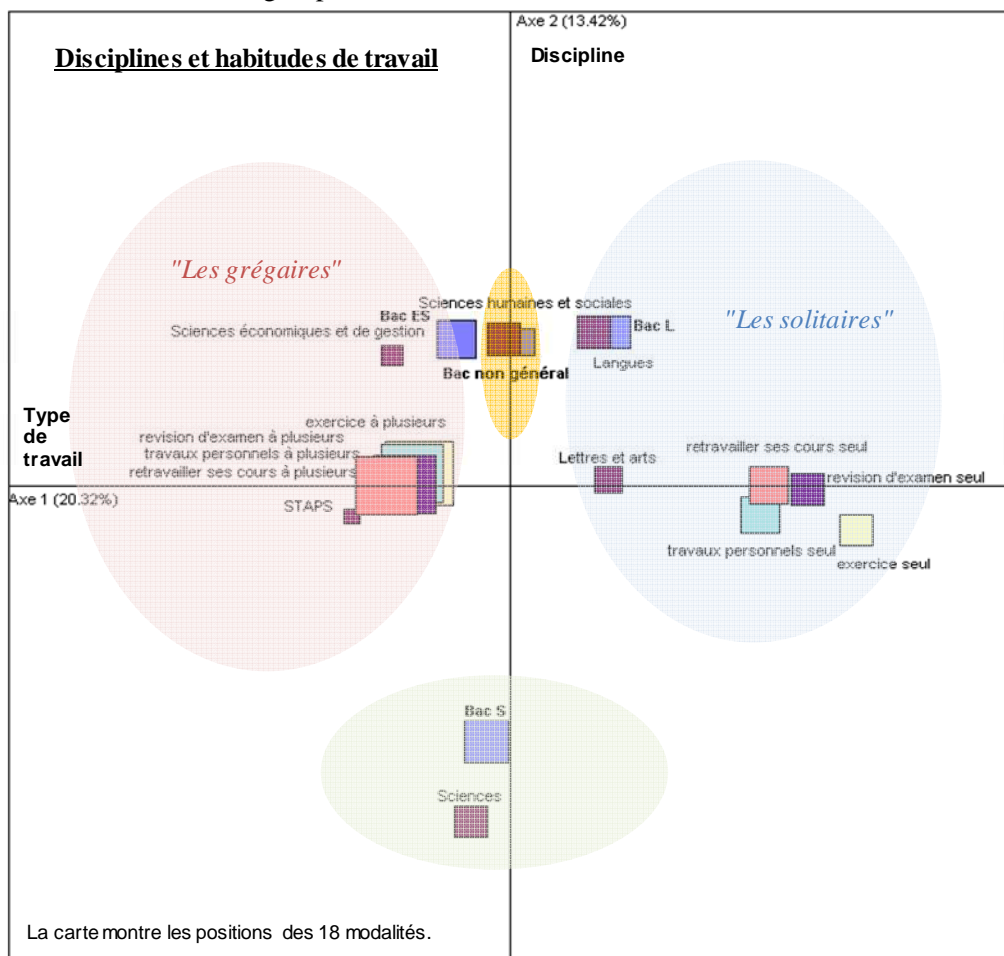 Axe 2 (13.42%)
Disciplines et habitudes de travail
Discipline
"Les grégaires"
Sciences humaines et sociales
Bac ES
"Les solitaires"
Bac L
Sciences économiques et de gestion
Langues
Bac non général
Type
de
travail
exercice à plusieurs
revision d'examen à plusieurs
travaux personnels à plusieurs
retravailler ses cours à plusieurs
retravailler ses cours seul
Lettres et arts
revision d'examen seul
Axe 1 (20.32%)
STAPS
travaux personnels seul
exercice seul
Bac S
Sciences
La carte montre les positions des 18 modalités.